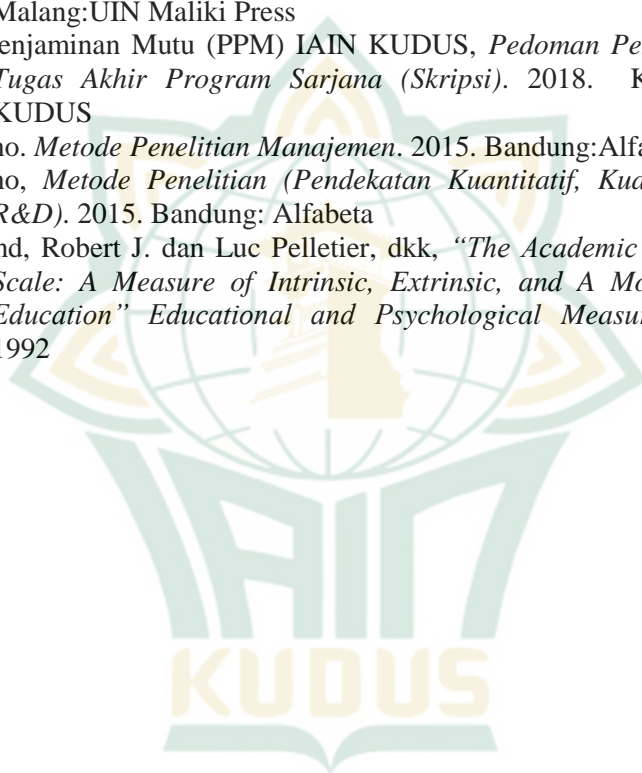 Malang:UIN Maliki Press
enjaminan Mutu (PPM) IAIN KUDUS, Pedoman Pe
Tugas Akhir Program Sarjana (Skripsi). 2018. K
KUDUS
no. Metode Penelitian Manajemen. 2015. Bandung:Alfa
no, Metode Penelitian (Pendekatan Kuantitatif, Kua
R&D). 2015. Bandung: Alfabeta
nd, Robert J. dan Luc Pelletier, dkk, “The Academic
Scale: A Measure of Intrinsic, Extrinsic, and A Mo
Education” Educational and Psychological Measur
1992
IAIN
KUDUS